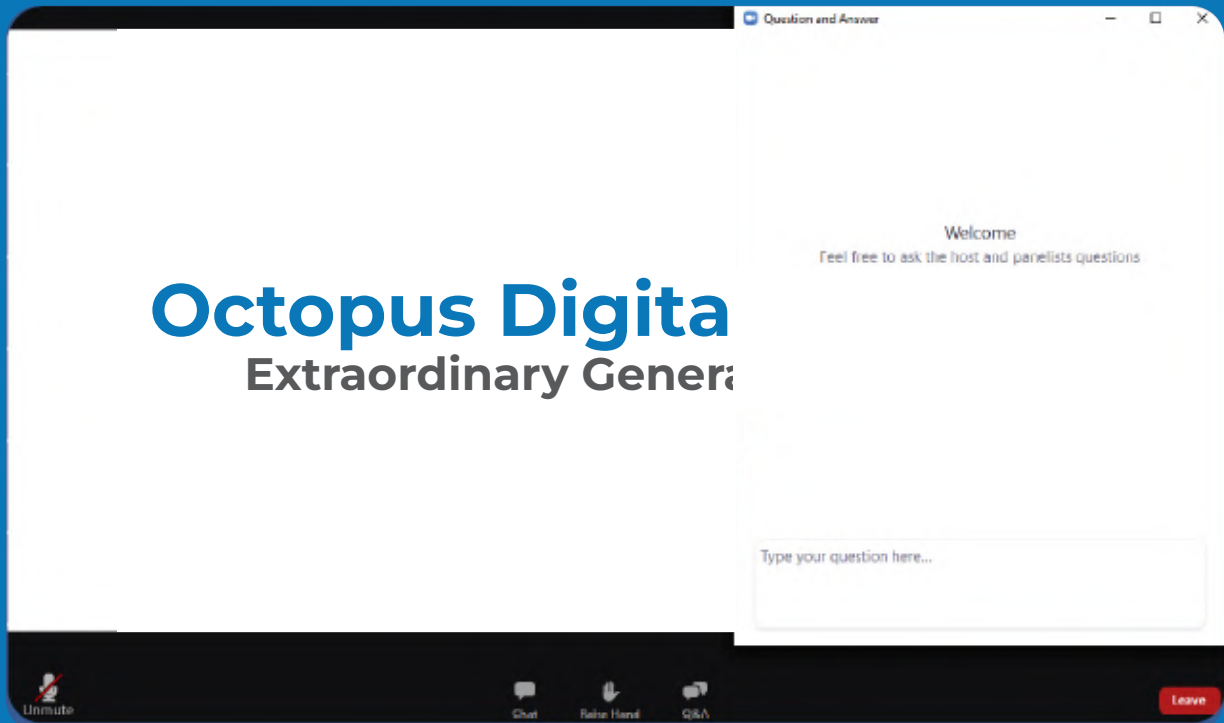 Question and Answer
Octopus Digita
Extraordinary Genera
Welcome
Feel free to ask the host and panelists questions
Type your question here...
Unmute
Chat
Raise Hand
Q&A
Leave